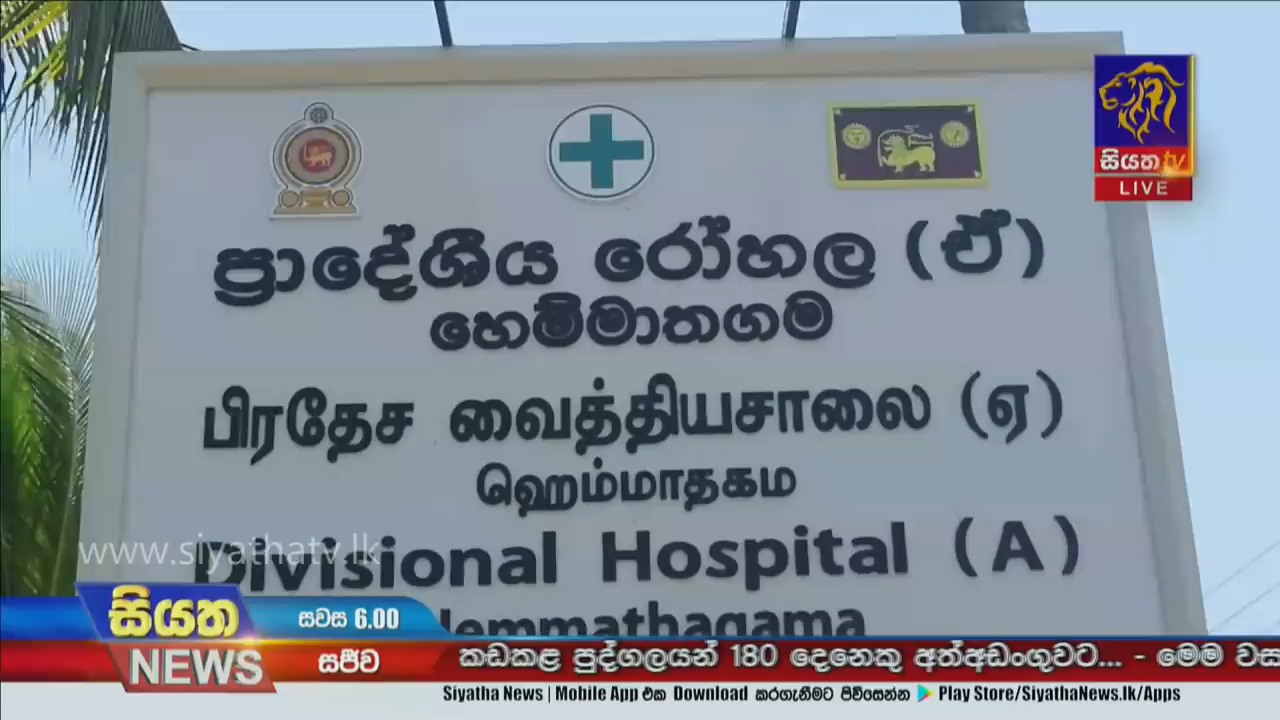 සියත tv
LIVE
ප්‍රාදේශීය රෝහල (ඒ)
හෙම්මාතගම
பிரதேச வைத்தியசாலை (ஏ)
ஹெம்மாதகம
Divisional Hospital (A)
Hemmathagama
www.siyathatv.lk
සියත
NEWS
සවස 6.00
සජීව
කඩකළ පුද්ගලයන් 180 දෙනෙකු අත්අඩංගුවට... - මෙම වස
Siyatha News | Mobile App එක Download කරගැනීමට පිවිසෙන්න Play Store/SiyathaNews.lk/Apps